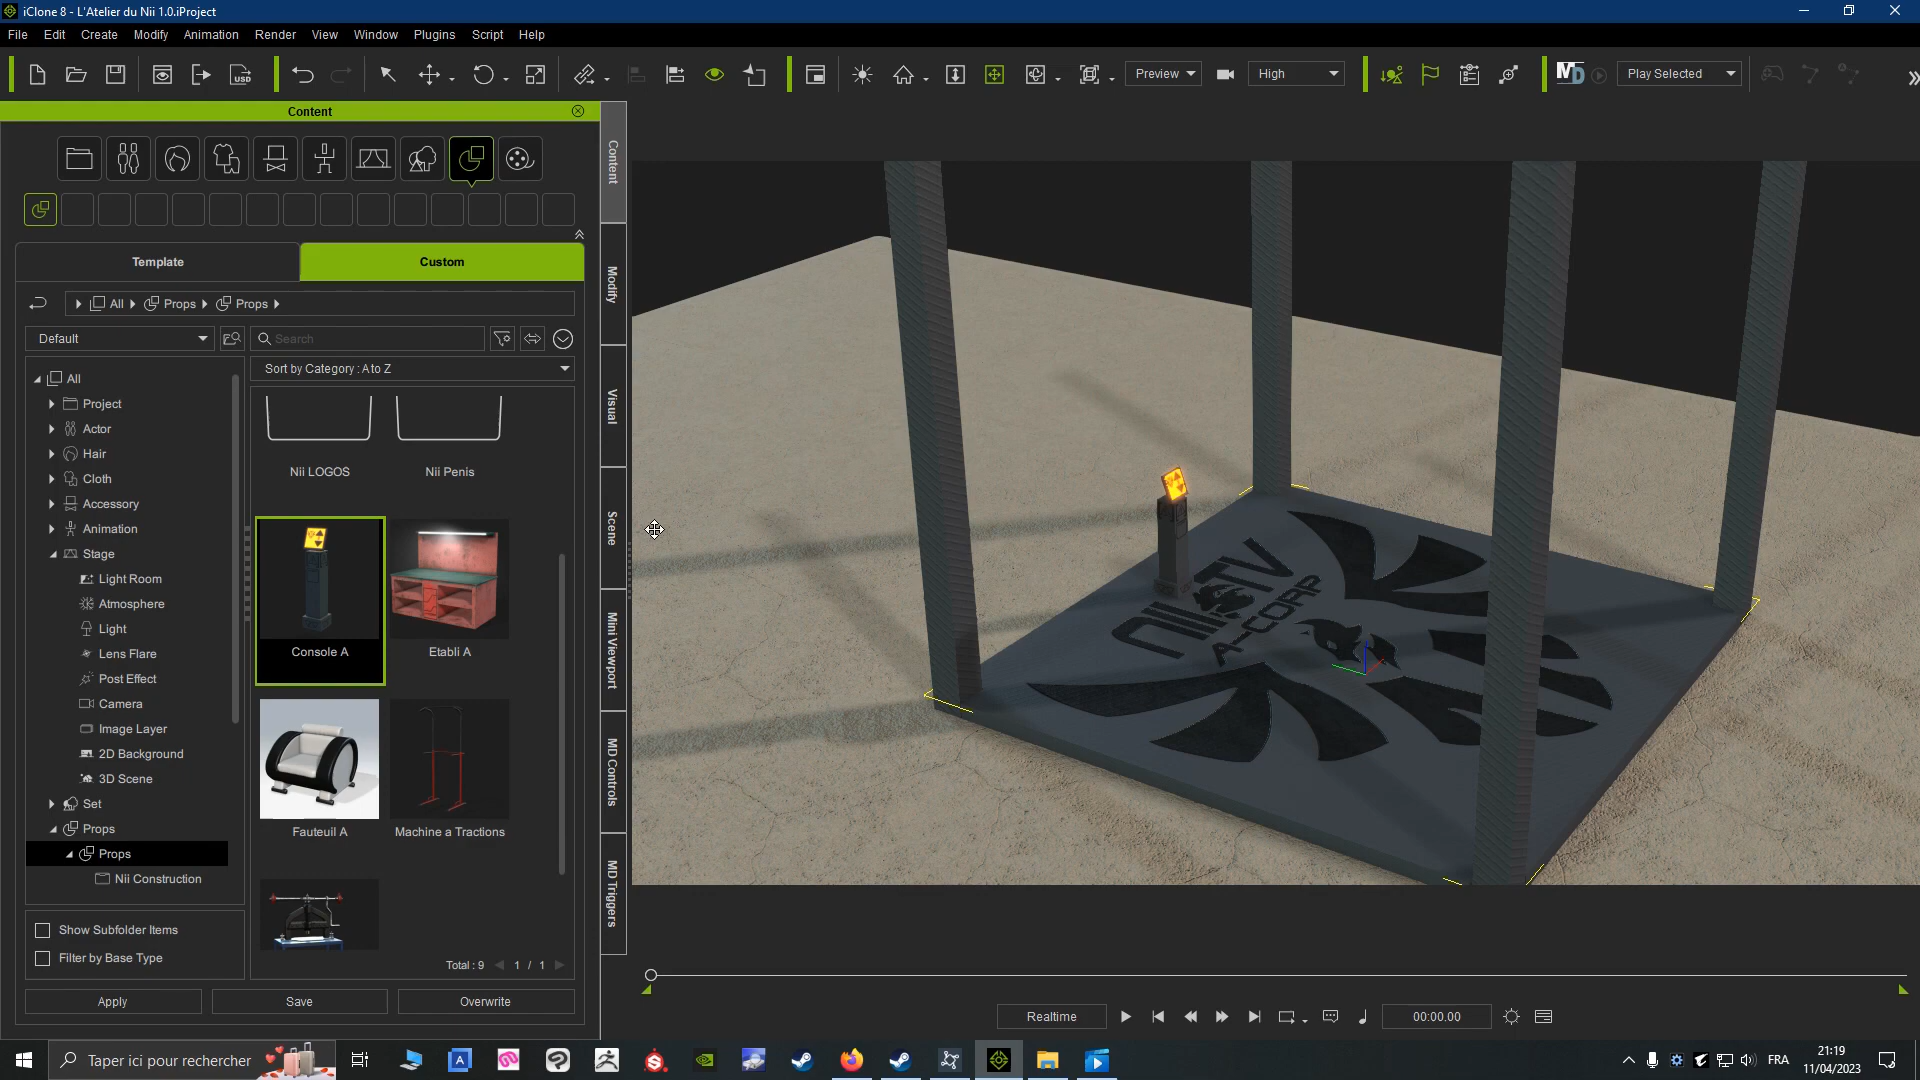 iClone 8 - L'Atelier du Nii 1.0.iProject
File Edit Create Modify Animation Render View Window Plugins Script Help
USD
Preview
High
MD
Play Selected
Content
Content
Modify
Visual
Scene
Mini Viewport
MD Controls
MD Triggers
Template
Custom
All Props Props
Default
Search
Sort by Category : A to Z
All
Project
Actor
Hair
Cloth
Accessory
Animation
Stage
Light Room
Atmosphere
Light
Lens Flare
Post Effect
Camera
Image Layer
2D Background
3D Scene
Set
Props
Props
Nii Construction
Nii LOGOS
Nii Penis
Console A
Etabli A
Fauteuil A
Machine a Tractions
Show Subfolder Items
Filter by Base Type
Total : 9 1 / 1
Apply
Save
Overwrite
NII TV
A-CORP
Realtime
00:00.00
Taper ici pour rechercher
FRA
21:19
11/04/2023